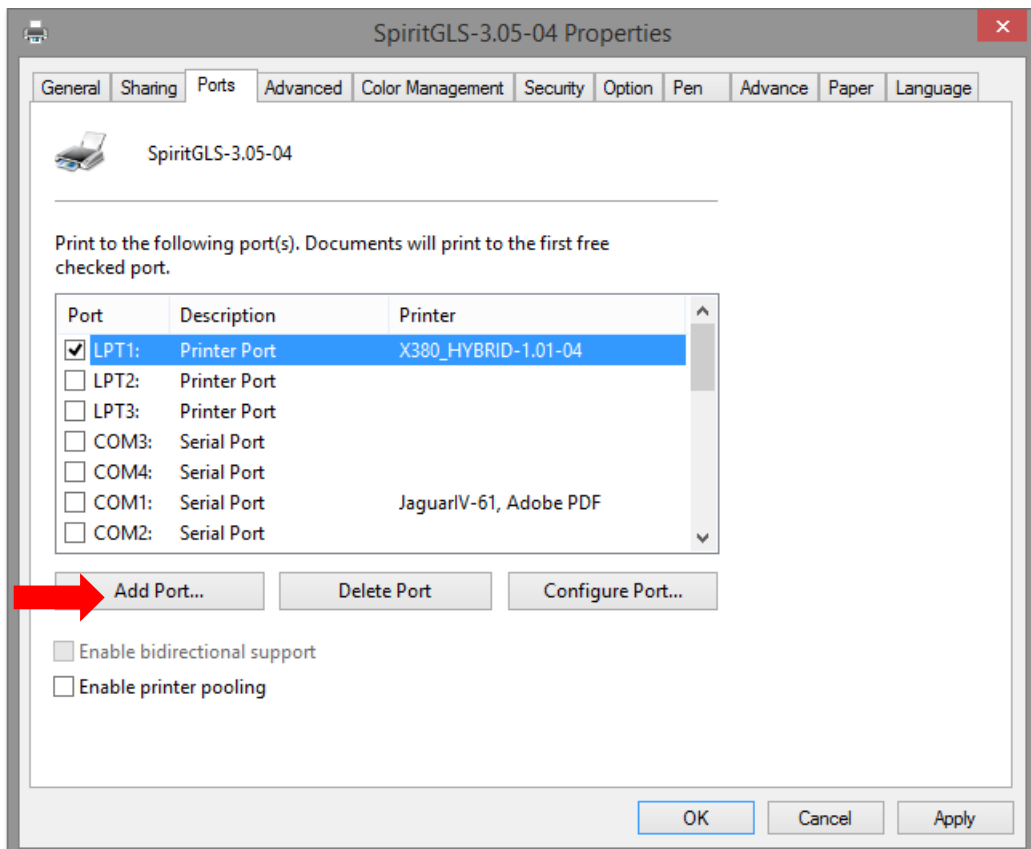 SpiritGLS-3.05-04 Properties
General Sharing Ports Advanced Color Management Security Option Pen Advance Paper Language
SpiritGLS-3.05-04
Print to the following port(s). Documents will print to the first free
checked port.
Port Description Printer
LPT1: Printer Port X380_HYBRID-1.01-04
LPT2: Printer Port
LPT3: Printer Port
COM3: Serial Port
COM4: Serial Port
COM1: Serial Port JaguarIV-61, Adobe PDF
COM2: Serial Port
Add Port... Delete Port Configure Port...
Enable bidirectional support
Enable printer pooling
OK Cancel Apply